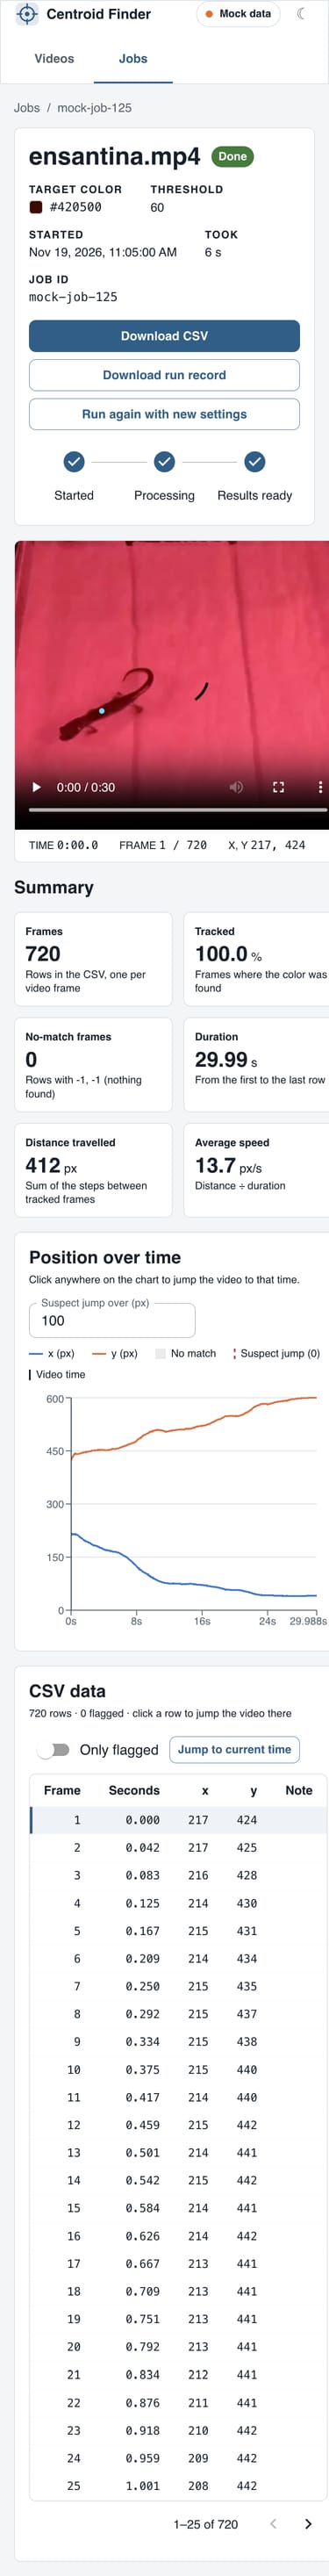 Centroid Finder
Mock data
Videos
Jobs
Jobs / mock-job-125
ensantina.mp4 Done
TARGET COLOR THRESHOLD
#420500 60
STARTED TOOK
Nov 19, 2026, 11:05:00 AM 6 s
JOB ID
mock-job-125
Download CSV
Download run record
Run again with new settings
Started Processing Results ready
0:00 / 0:30
TIME 0:00.0 FRAME 1 / 720 X, Y 217, 424
Summary
Frames
720
Rows in the CSV, one per
video frame
Tracked
100.0 %
Frames where the color was
found
No-match frames
0
Rows with -1, -1 (nothing
found)
Duration
29.99 s
From the first to the last row
Distance travelled
412 px
Sum of the steps between
tracked frames
Average speed
13.7 px/s
Distance ÷ duration
Position over time
Click anywhere on the chart to jump the video to that time.
Suspect jump over (px)
100
x (px) y (px) No match Suspect jump (0)
Video time
600
450
300
150
0
0s 8s 16s 24s 29.988s
CSV data
720 rows · 0 flagged · click a row to jump the video there
Only flagged Jump to current time
Frame Seconds x y Note
1 0.000 217 424
2 0.042 217 425
3 0.083 216 428
4 0.125 214 430
5 0.167 215 431
6 0.209 214 434
7 0.250 215 435
8 0.292 215 437
9 0.334 215 438
10 0.375 215 440
11 0.417 214 440
12 0.459 215 442
13 0.501 214 441
14 0.542 215 442
15 0.584 214 441
16 0.626 214 442
17 0.667 213 441
18 0.709 213 441
19 0.751 213 441
20 0.792 213 441
21 0.834 212 441
22 0.876 211 441
23 0.918 210 442
24 0.959 209 442
25 1.001 208 442
1–25 of 720